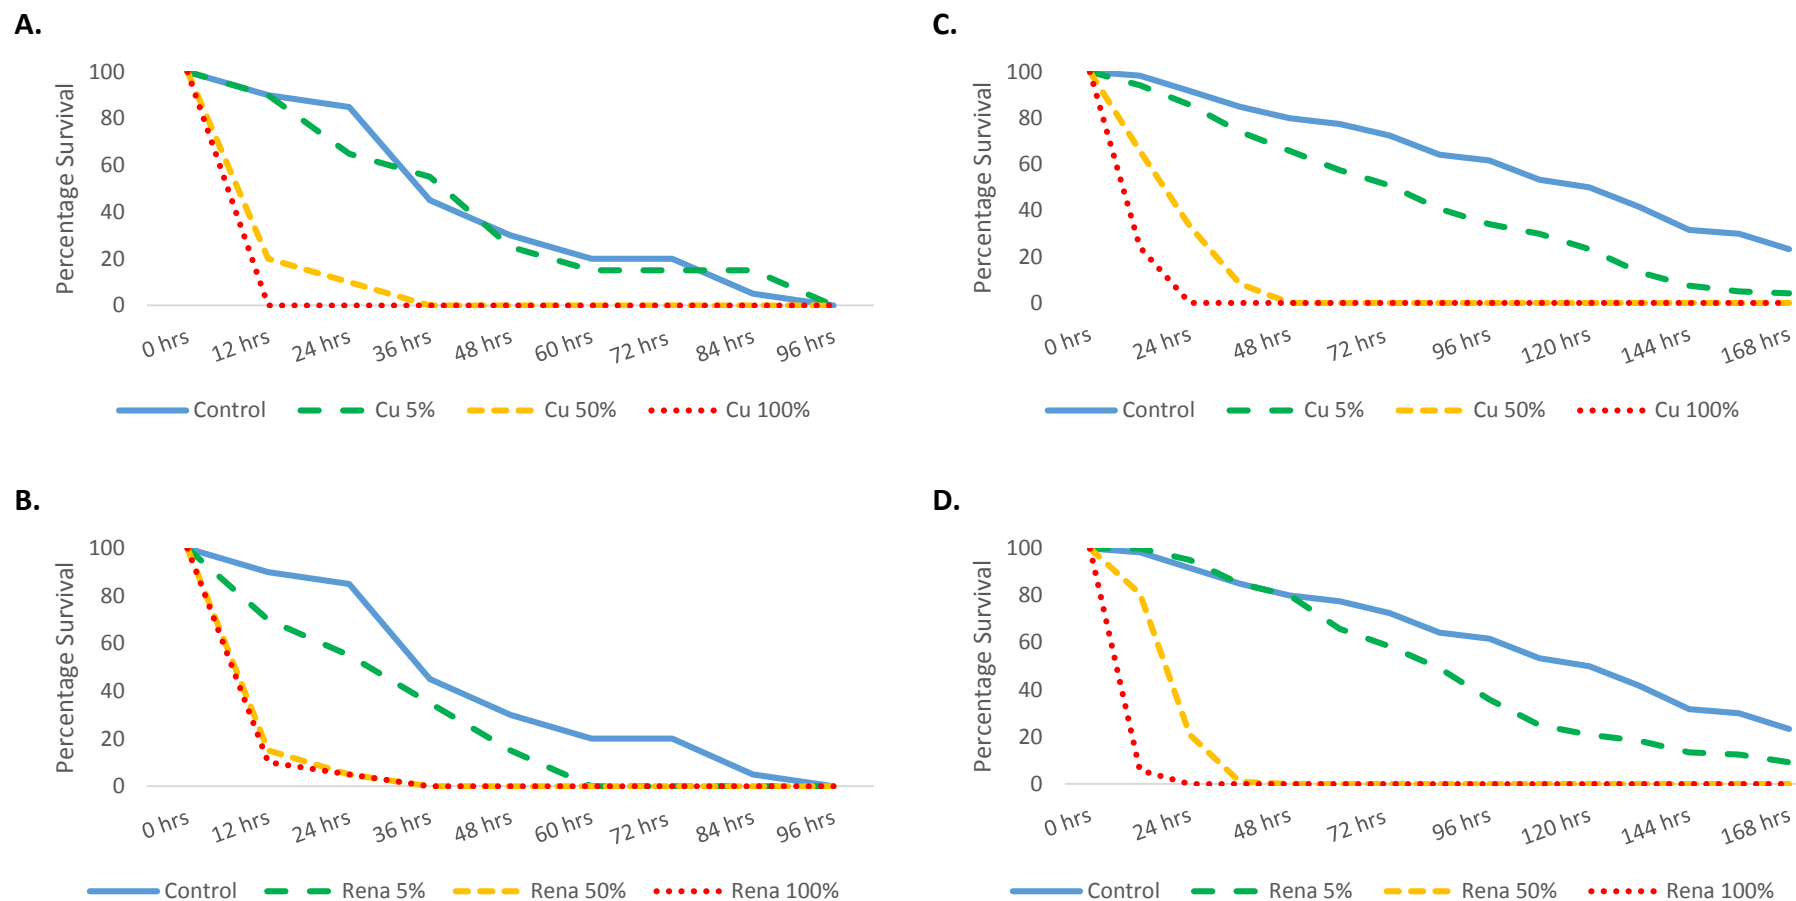 A.
Percentage Survival
100
80
60
40
20
0
0 hrs 12 hrs 24 hrs 36 hrs 48 hrs 60 hrs 72 hrs 84 hrs 96 hrs
Control Cu 5% Cu 50% Cu 100%
B.
Percentage Survival
100
80
60
40
20
0
0 hrs 12 hrs 24 hrs 36 hrs 48 hrs 60 hrs 72 hrs 84 hrs 96 hrs
Control Rena 5% Rena 50% Rena 100%
C.
Percentage Survival
100
80
60
40
20
0
0 hrs 24 hrs 48 hrs 72 hrs 96 hrs 120 hrs 144 hrs 168 hrs
Control Cu 5% Cu 50% Cu 100%
D.
Percentage Survival
100
80
60
40
20
0
0 hrs 24 hrs 48 hrs 72 hrs 96 hrs 120 hrs 144 hrs 168 hrs
Control Rena 5% Rena 50% Rena 100%